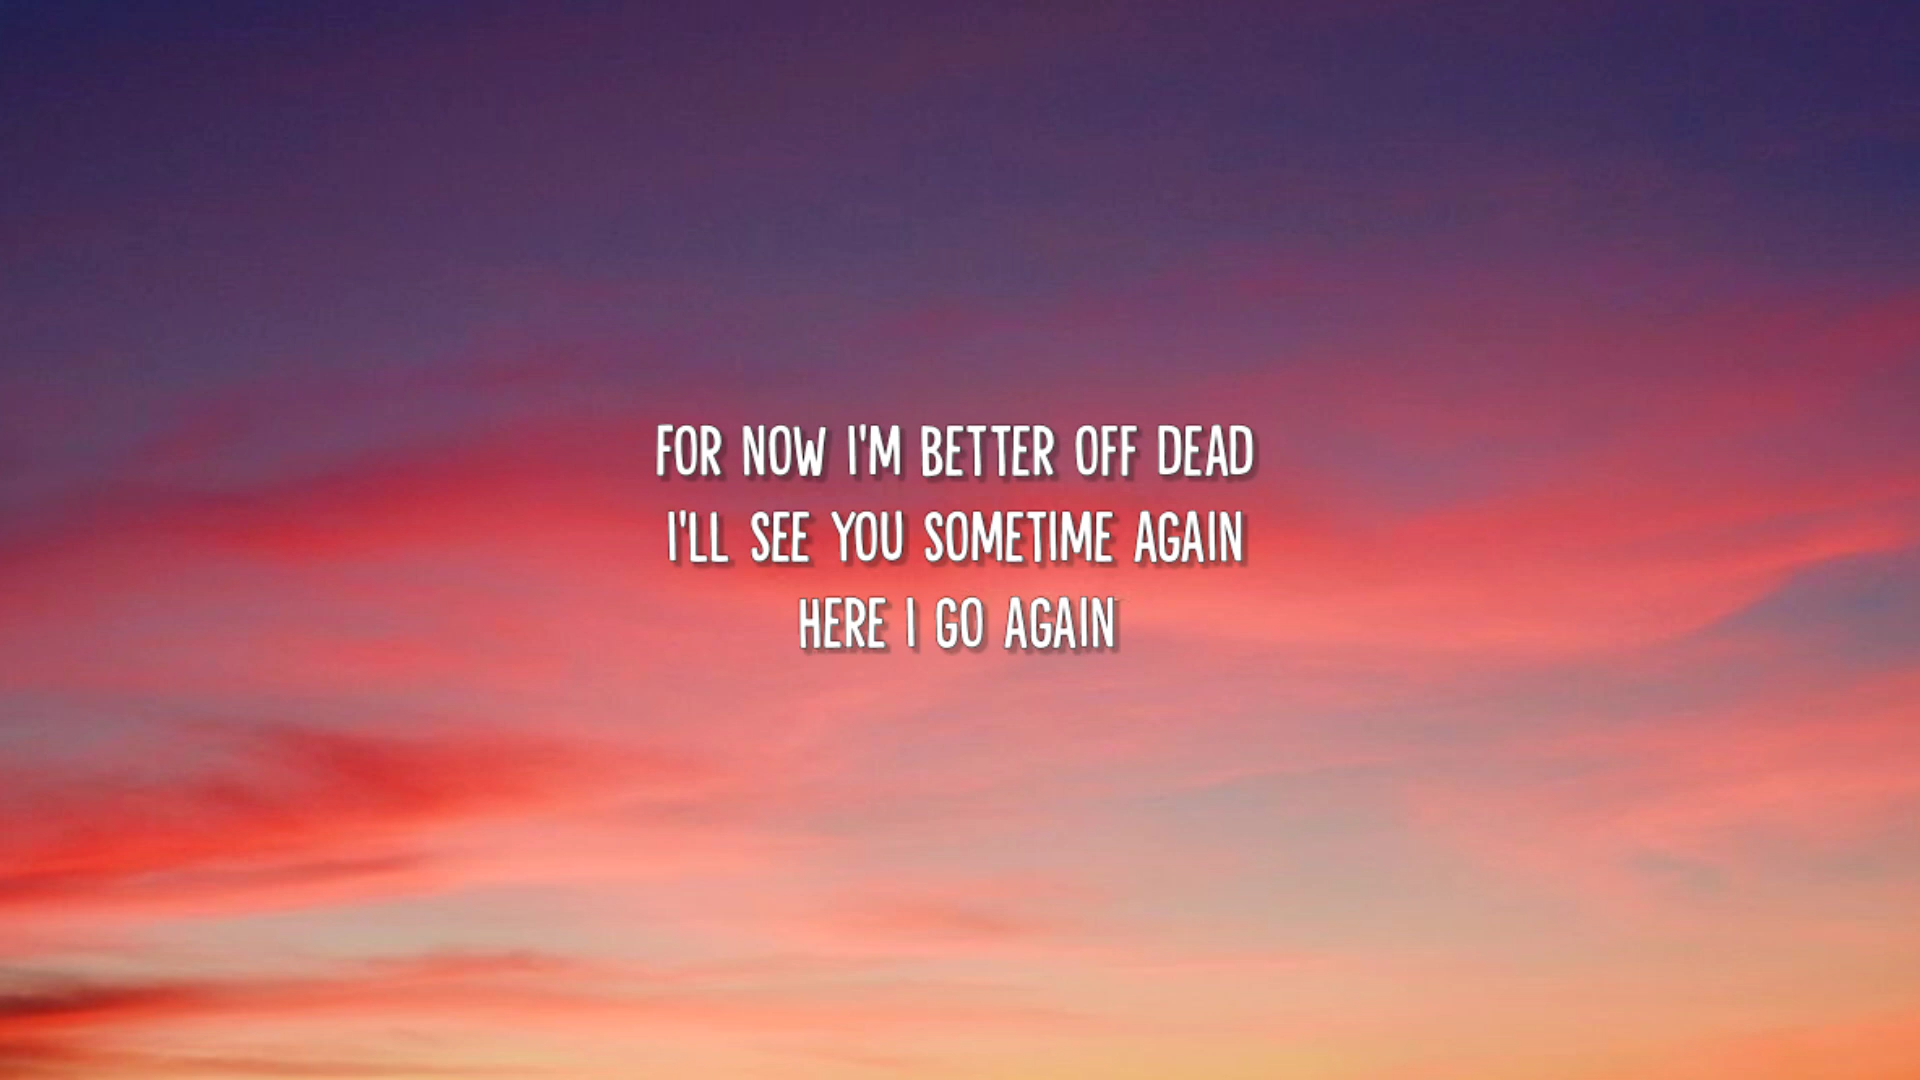 FOR NOW I'M BETTER OFF DEAD
I'LL SEE YOU SOMETIME AGAIN
HERE I GO AGAIN